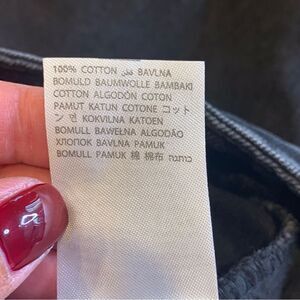 100% COTTON قطن BAVLNA
BOMULD BAUMWOLLE BAMBAKI
COTTON ALGODÓN COTON
PAMUT KATUN COTONE コット
ン 면 KOKVILNA KATOEN
BOMULL BAWEŁNA ALGODÃO
ХЛОПОК BAVLNA PAMUK
BOMULL PAMUK 棉 棉布 כותנה